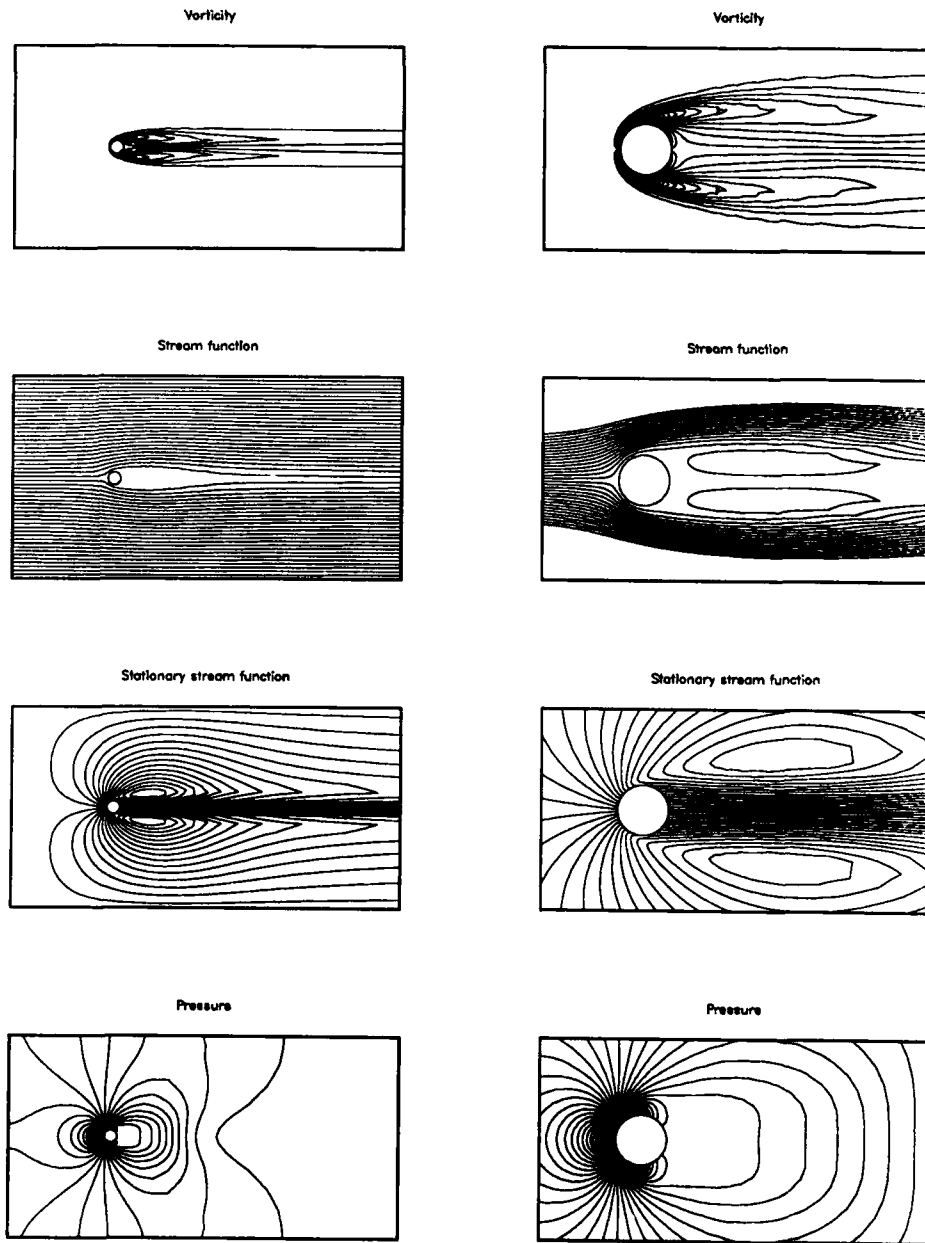 Vorticity
Vorticity
Stream function
Stream function
Stationary stream function
Stationary stream function
Pressure
Pressure